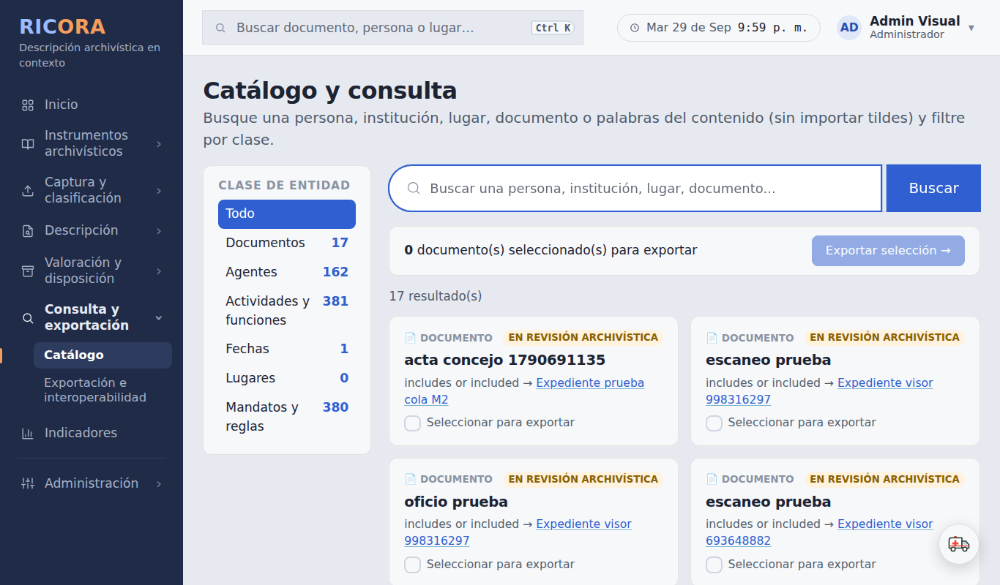 RICORA
Descripción archivística en
contexto
Inicio
Instrumentos
archivísticos
Captura y
clasificación
Descripción
Valoración y
disposición
Consulta y
exportación
Catálogo
Exportación e
interoperabilidad
Indicadores
Administración
Buscar documento, persona o lugar…
Ctrl K
Mar 29 de Sep 9:59 p. m.
AD
Admin Visual
Administrador
Catálogo y consulta
Busque una persona, institución, lugar, documento o palabras del contenido (sin importar tildes) y filtre
por clase.
CLASE DE ENTIDAD
Todo
Documentos 17
Agentes 162
Actividades y 381
funciones
Fechas 1
Lugares 0
Mandatos y 380
reglas
Buscar una persona, institución, lugar, documento…
Buscar
0 documento(s) seleccionado(s) para exportar
Exportar selección →
17 resultado(s)
DOCUMENTO EN REVISIÓN ARCHIVÍSTICA
acta concejo 1790691135
includes or included → Expediente prueba
cola M2
Seleccionar para exportar
DOCUMENTO EN REVISIÓN ARCHIVÍSTICA
escaneo prueba
includes or included → Expediente visor
998316297
Seleccionar para exportar
DOCUMENTO EN REVISIÓN ARCHIVÍSTICA
oficio prueba
includes or included → Expediente visor
998316297
Seleccionar para exportar
DOCUMENTO EN REVISIÓN ARCHIVÍSTICA
escaneo prueba
includes or included → Expediente visor
693648882
Seleccionar para exportar